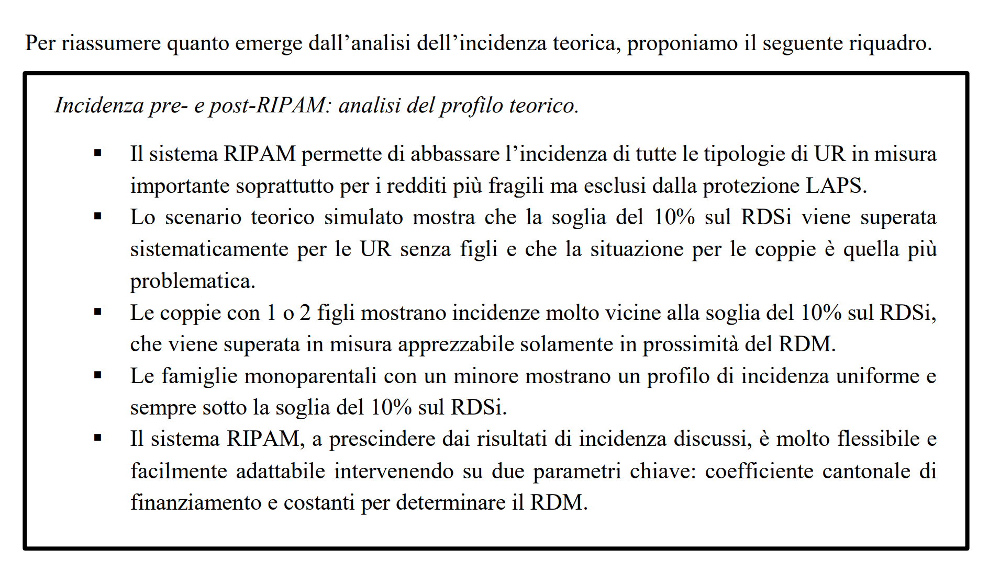 Per riassumere quanto emerge dall’analisi dell’incidenza teorica, proponiamo il seguente riquadro.
Incidenza pre- e post-RIPAM: analisi del profilo teorico.
▪ Il sistema RIPAM permette di abbassare l’incidenza di tutte le tipologie di UR in misura
importante soprattutto per i redditi più fragili ma esclusi dalla protezione LAPS.
▪ Lo scenario teorico simulato mostra che la soglia del 10% sul RDSi viene superata
sistematicamente per le UR senza figli e che la situazione per le coppie è quella più
problematica.
▪ Le coppie con 1 o 2 figli mostrano incidenze molto vicine alla soglia del 10% sul RDSi,
che viene superata in misura apprezzabile solamente in prossimità del RDM.
▪ Le famiglie monoparentali con un minore mostrano un profilo di incidenza uniforme e
sempre sotto la soglia del 10% sul RDSi.
▪ Il sistema RIPAM, a prescindere dai risultati di incidenza discussi, è molto flessibile e
facilmente adattabile intervenendo su due parametri chiave: coefficiente cantonale di
finanziamento e costanti per determinare il RDM.